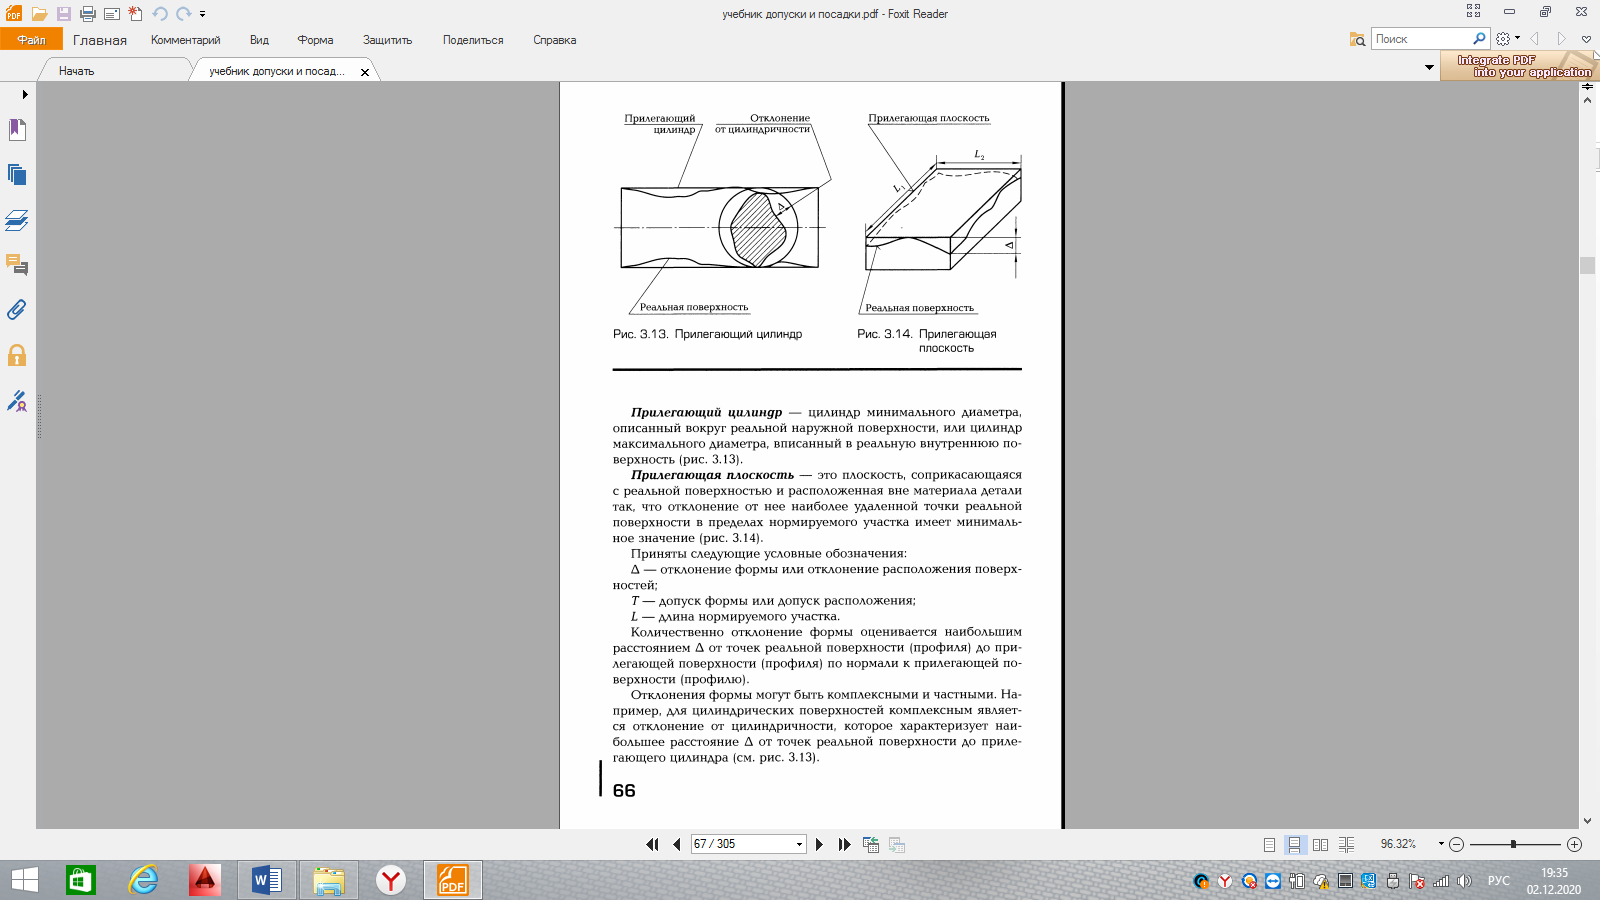 учебник допуски и посадки.pdf - Foxit Reader
Файл
Главная
Комментарий
Вид
Форма
Защитить
Поделиться
Справка
Поиск
Начать
учебник допуски и посад...
Integrate PDF
into your application
Прилегающий
цилиндр
Отклонение
от цилиндричности
Δ
Реальная поверхность
Рис. 3.13. Прилегающий цилиндр
Прилегающая плоскость
L₂
L₁
Δ
Реальная поверхность
Рис. 3.14. Прилегающая
плоскость
Прилегающий цилиндр — цилиндр минимального диаметра,
описанный вокруг реальной наружной поверхности, или цилиндр
максимального диаметра, вписанный в реальную внутреннюю по-
верхность (рис. 3.13).
Прилегающая плоскость — это плоскость, соприкасающаяся
с реальной поверхностью и расположенная вне материала детали
так, что отклонение от нее наиболее удаленной точки реальной
поверхности в пределах нормируемого участка имеет минималь-
ное значение (рис. 3.14).
Приняты следующие условные обозначения:
Δ — отклонение формы или отклонение расположения поверх-
ностей;
T — допуск формы или допуск расположения;
L — длина нормируемого участка.
Количественно отклонение формы оценивается наибольшим
расстоянием Δ от точек реальной поверхности (профиля) до при-
легающей поверхности (профиля) по нормали к прилегающей по-
верхности (профилю).
Отклонения формы могут быть комплексными и частными. На-
пример, для цилиндрических поверхностей комплексным являет-
ся отклонение от цилиндричности, которое характеризует наи-
большее расстояние Δ от точек реальной поверхности до приле-
гающего цилиндра (см. рис. 3.13).
66
67 / 305
96.32%
РУС
19:35
02.12.2020